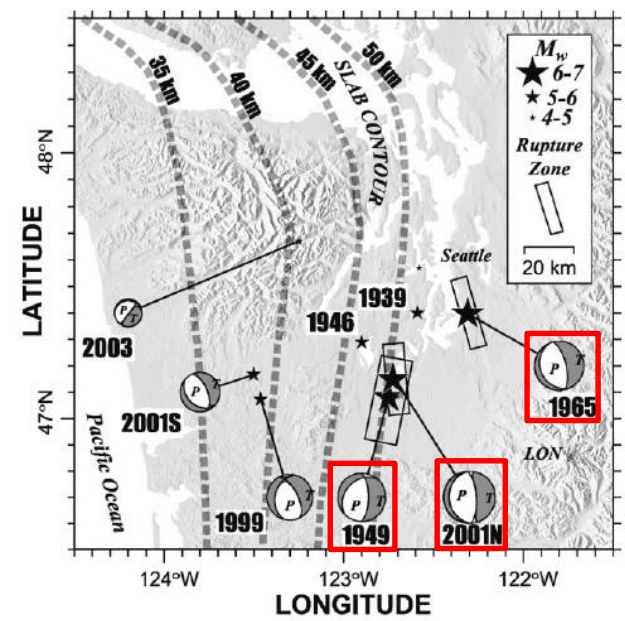 35 km
40 km
45 km
50 km
SLAB CONTOUR
Mw
6-7
5-6
4-5
Rupture
Zone
20 km
48°N
LATITUDE
Seattle
1939
1946
2003
P
T
2001S
P
T
47°N
P
T
1965
Pacific Ocean
LON
1999
P
T
1949
P
T
2001N
P
T
124°W
123°W
122°W
LONGITUDE